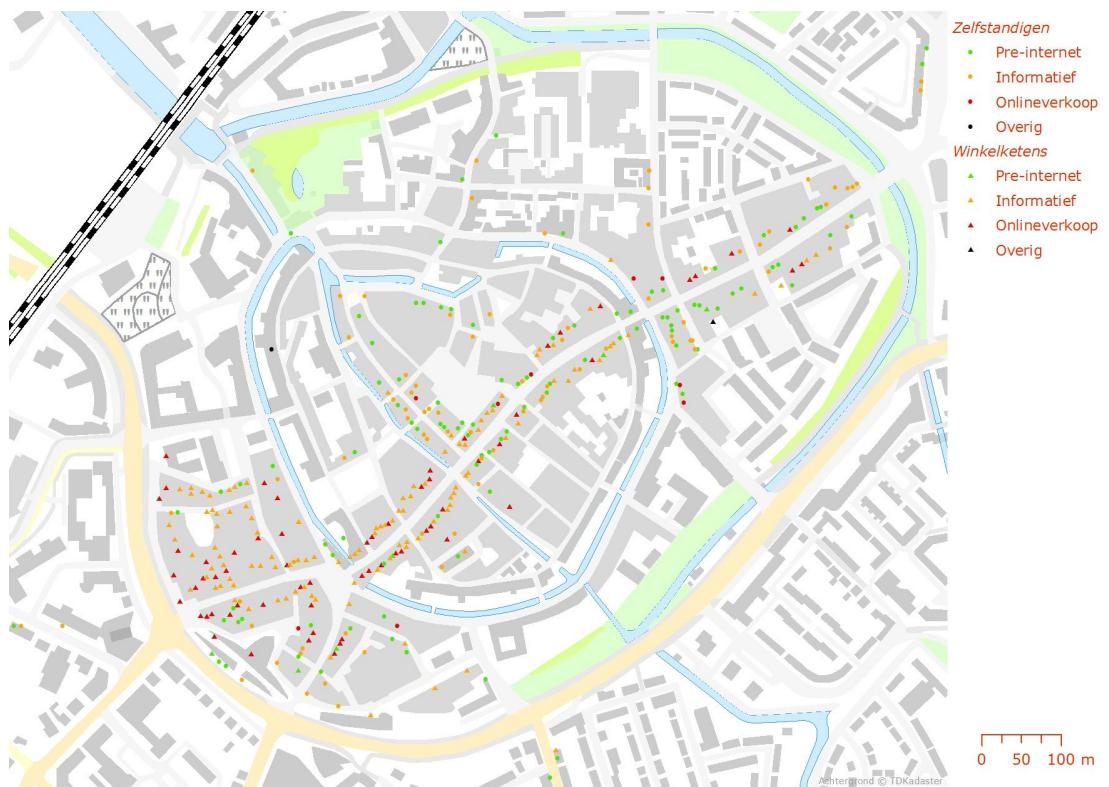 Zelfstandigen
Pre-internet
Informatief
Onlineverkoop
Overig
Winkelketens
Pre-internet
Informatief
Onlineverkoop
Overig
0 50 100 m
Achtergrond © TDKadaster